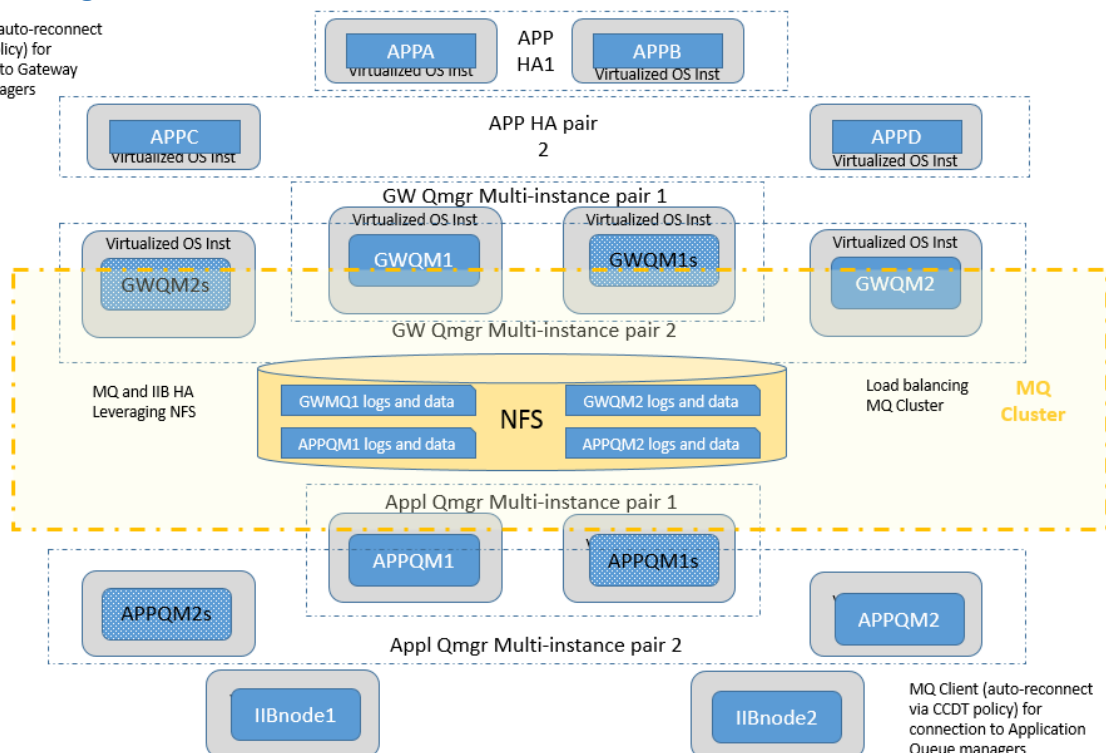 auto-reconnect
for
to Gateway
APPA
Virtualized OS Inst
APP
HA1
APPB
Virtualized OS Inst
APPC
Virtualized OS Inst
APP HA pair
2
APPD
Virtualized OS Inst
GW Qmgr Multi-instance pair 1
Virtualized OS Inst
GWQM2s
Virtualized OS Inst
GWQM1
Virtualized OS Inst
GWQM1s
Virtualized OS Inst
GWQM2
GW Qmgr Multi-instance pair 2
MQ and IIB HA
Leveraging NFS
GWMQ1 logs and data
NFS
GWQM2 logs and data
APPQM1 logs and data
APPQM2 logs and data
Load balancing
MQ Cluster
MQ
Cluster
Appl Qmgr Multi-instance pair 1
APPQM1
APPQM1s
APPQM2s
APPQM2
Appl Qmgr Multi-instance pair 2
IIBnode1
IIBnode2
MQ Client (auto-reconnect
via CCDT policy) for
connection to Application
Queue managers